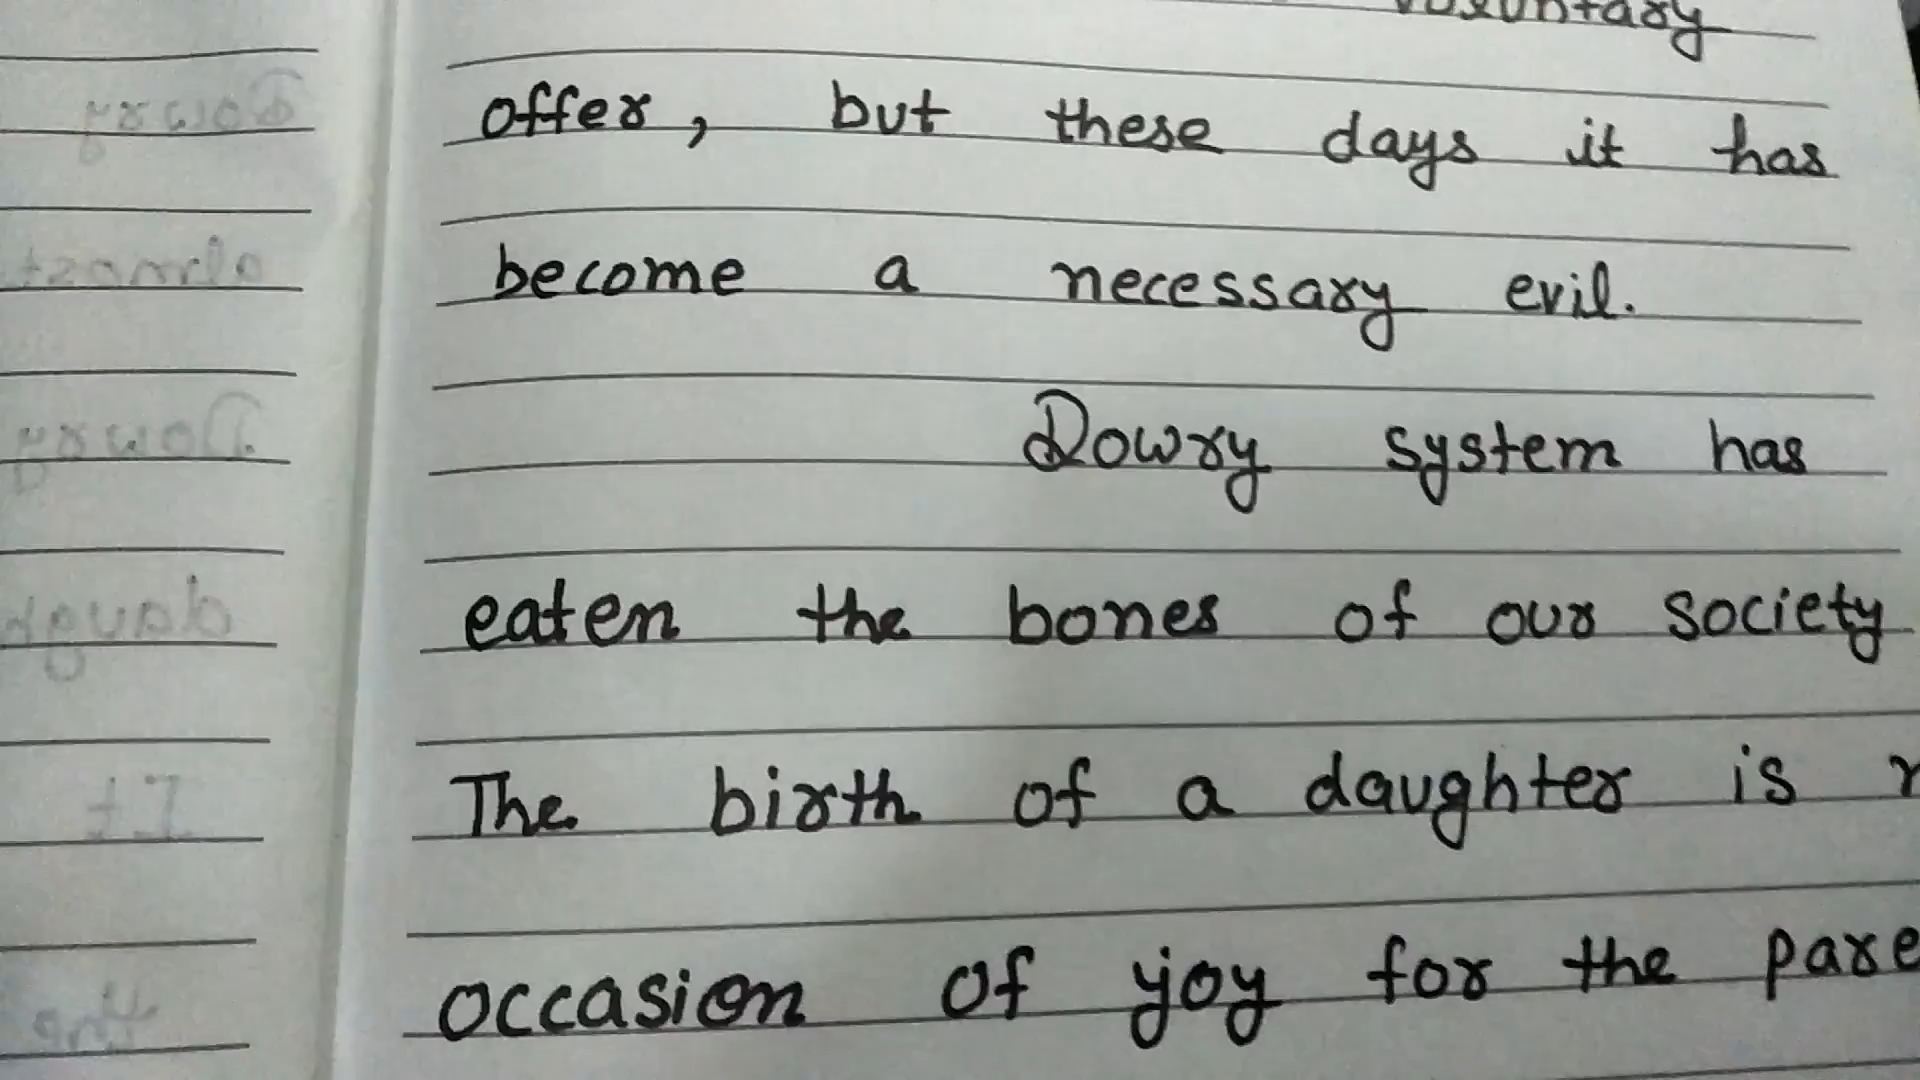 voluntary
offer, but these days it has
become a necessary evil.
Dowry system has
eaten the bones of our society
The birth of a daughter is
occasion of joy for the